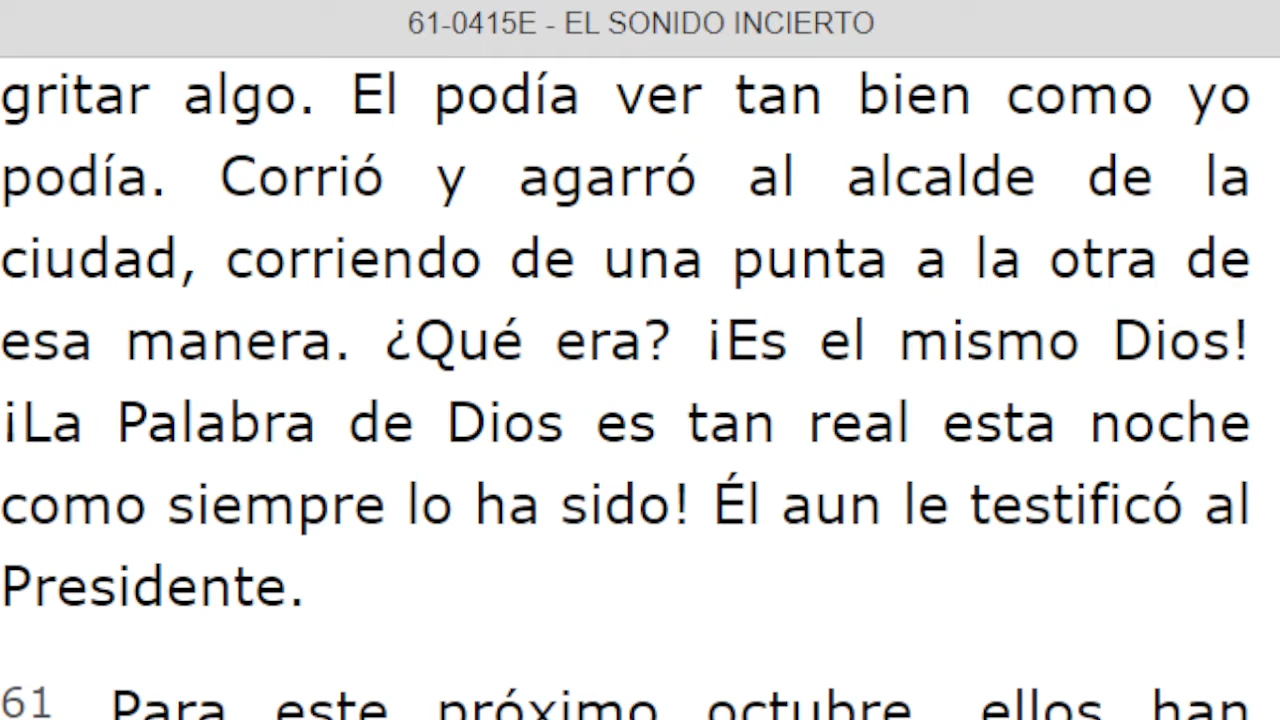 61-0415E - EL SONIDO INCIERTO
gritar algo. El podía ver tan bien como yo
podía. Corrió y agarró al alcalde de la
ciudad, corriendo de una punta a la otra de
esa manera. ¿Qué era? ¡Es el mismo Dios!
¡La Palabra de Dios es tan real esta noche
como siempre lo ha sido! Él aun le testificó al
Presidente.
61 Para este próximo octubre, ellos han